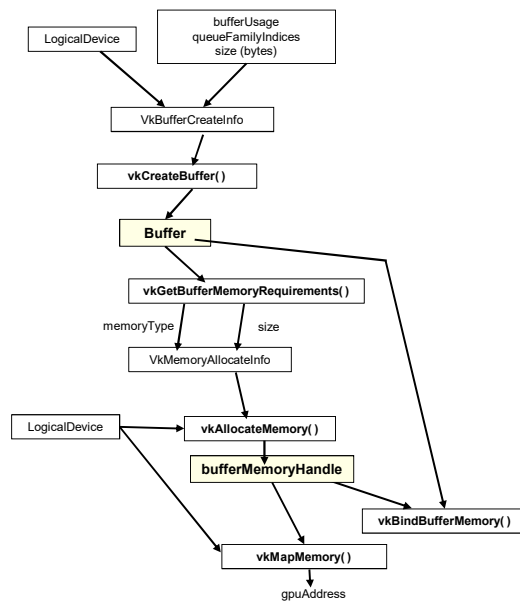 bufferUsage
queueFamilyIndices
size (bytes)
LogicalDevice
VkBufferCreateInfo
vkCreateBuffer( )
Buffer
vkGetBufferMemoryRequirements( )
memoryType
size
VkMemoryAllocateInfo
LogicalDevice
vkAllocateMemory( )
bufferMemoryHandle
vkBindBufferMemory( )
vkMapMemory( )
gpuAddress